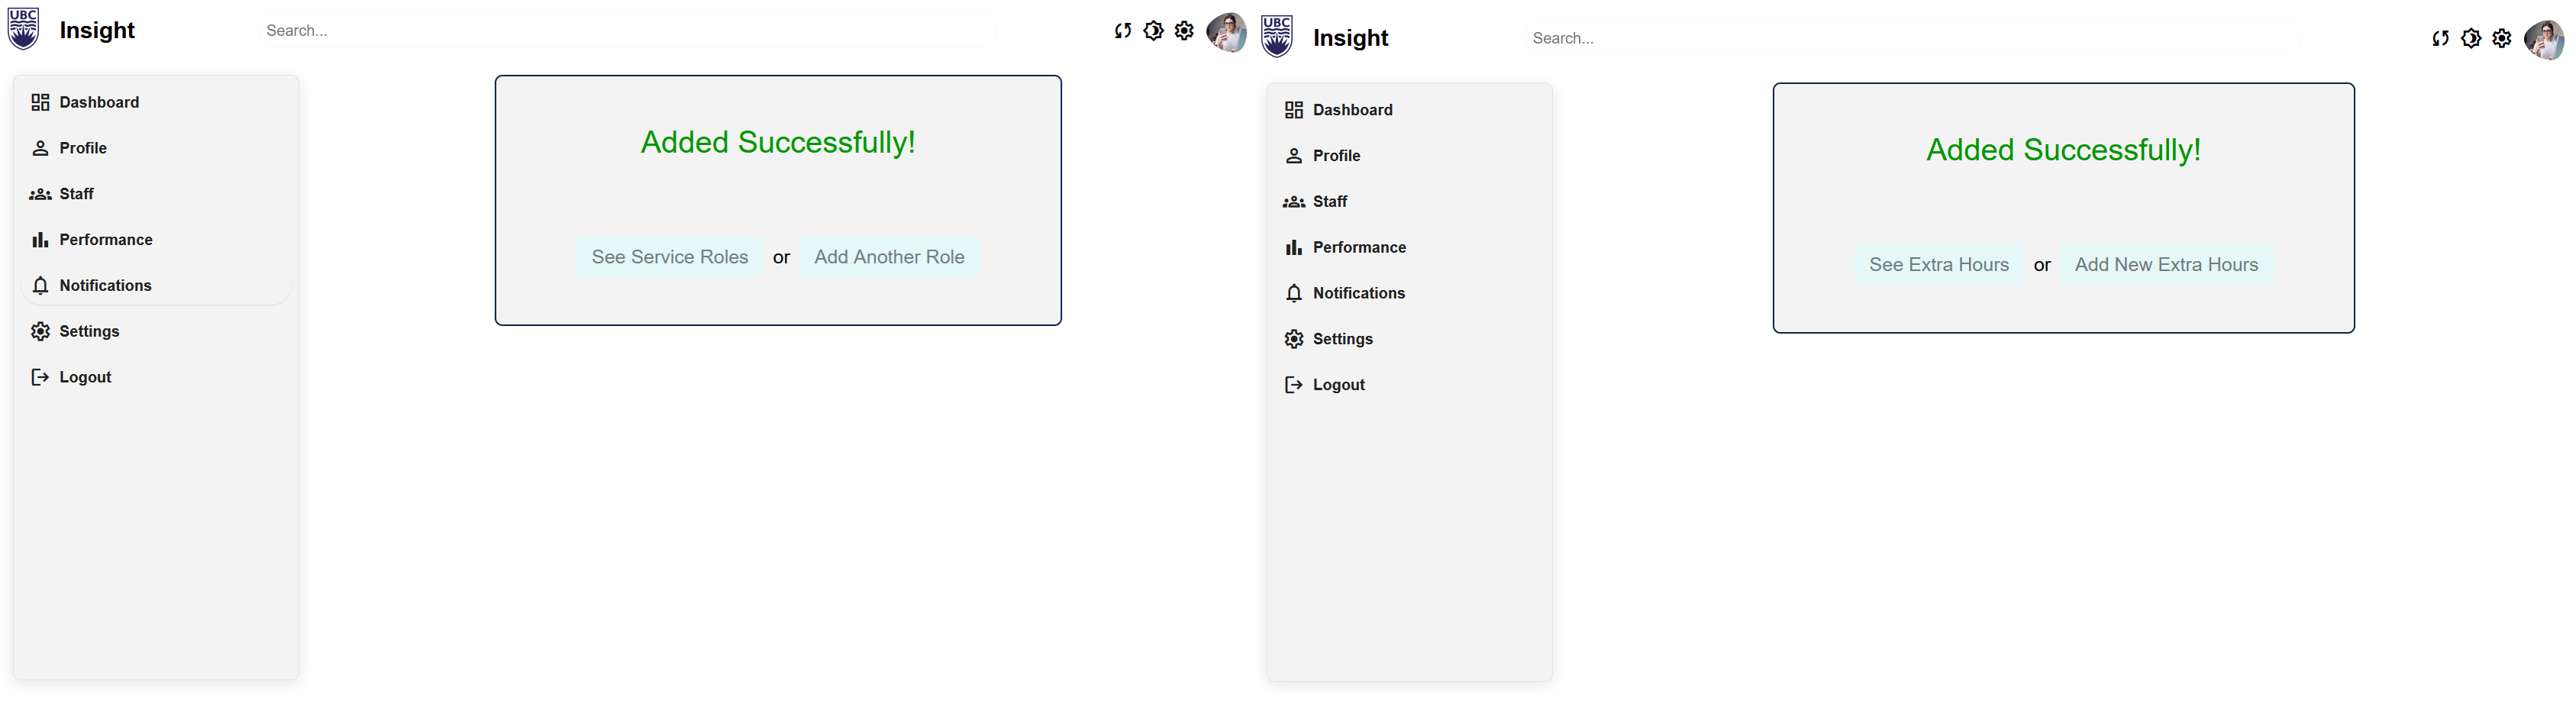 UBC
Insight
Search...
Dashboard
Profile
Staff
Performance
Notifications
Settings
Logout
Added Successfully!
See Service Roles or Add Another Role
UBC
Insight
Search...
Dashboard
Profile
Staff
Performance
Notifications
Settings
Logout
Added Successfully!
See Extra Hours or Add New Extra Hours